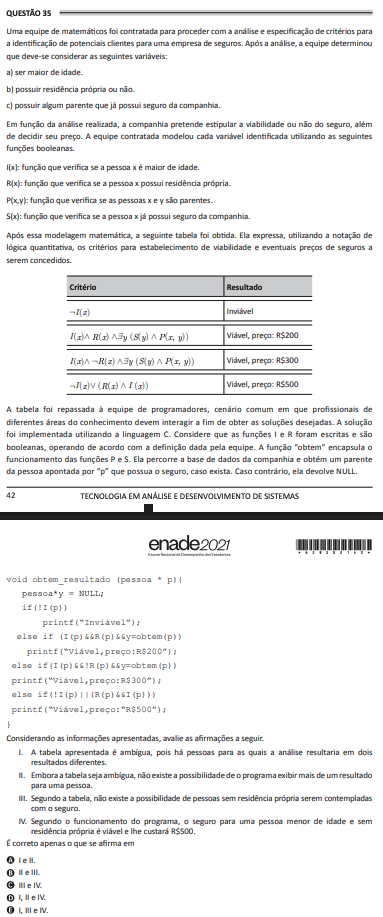 QUESTÃO 35
Uma equipe de matemáticos foi contratada para proceder com a análise e especificação de critérios para
a identificação de potenciais clientes para uma empresa de seguros. Após a análise, a equipe determinou
que deve-se considerar as seguintes variáveis:
a) ser maior de idade.
b) possuir residência própria ou não.
c) possuir algum parente que já possui seguro da companhia.
Em função da análise realizada, a companhia pretende estipular a viabilidade ou não do seguro, além
de decidir seu preço. A equipe contratada modelou cada variável identificada utilizando as seguintes
funções booleanas.
I(x): função que verifica se a pessoa x é maior de idade.
R(x): função que verifica se a pessoa x possui residência própria.
P(x,y): função que verifica se as pessoas x e y são parentes.
S(x): função que verifica se a pessoa x já possui seguro da companhia.
Após essa modelagem matemática, a seguinte tabela foi obtida. Ela expressa, utilizando a notação de
lógica quantitativa, os critérios para estabelecimento de viabilidade e eventuais preços de seguros a
serem concedidos.
Critério Resultado
¬I(x) Inviável
I(x)∧ R(x) ∧∃y (S(y) ∧ P(x, y)) Viável, preço: R$200
I(x)∧ ¬R(x) ∧∃y (S(y) ∧ P(x, y)) Viável, preço: R$300
¬I(x)∨ (R(x) ∧ I (x)) Viável, preço: R$500
A tabela foi repassada à equipe de programadores, cenário comum em que profissionais de
diferentes áreas do conhecimento devem interagir a fim de obter as soluções desejadas. A solução
foi implementada utilizando a linguagem C. Considere que as funções I e R foram escritas e são
booleanas, operando de acordo com a definição dada pela equipe. A função "obtem" encapsula o
funcionamento das funções P e S. Ela percorre a base de dados da companhia e obtém um parente
da pessoa apontada por "p" que possua o seguro, caso exista. Caso contrário, ela devolve NULL.
42 TECNOLOGIA EM ANÁLISE E DESENVOLVIMENTO DE SISTEMAS
enade2021
Exame Nacional de Desempenho dos Estudantes
void obtem_resultado (pessoa * p){
pessoa*y = NULL;
if(!I(p))
printf("Inviável");
else if (I(p)&&R(p)&&y=obtem(p))
printf("Viável,preço:R$200");
else if(I(p)&&!R(p)&&y=obtem(p))
printf("Viável,preço:R$300");
else if(!I(p)||(R(p)&&I(p)))
printf("Viável,preço:"R$500");
}
Considerando as informações apresentadas, avalie as afirmações a seguir.
I. A tabela apresentada é ambígua, pois há pessoas para as quais a análise resultaria em dois
resultados diferentes.
II. Embora a tabela seja ambígua, não existe a possibilidade de o programa exibir mais de um resultado
para uma pessoa.
III. Segundo a tabela, não existe a possibilidade de pessoas sem residência própria serem contempladas
com o seguro.
IV. Segundo o funcionamento do programa, o seguro para uma pessoa menor de idade e sem
residência própria é viável e lhe custará R$500.
É correto apenas o que se afirma em
A I e II.
B II e III.
C III e IV.
D I, II e IV.
E I, III e IV.